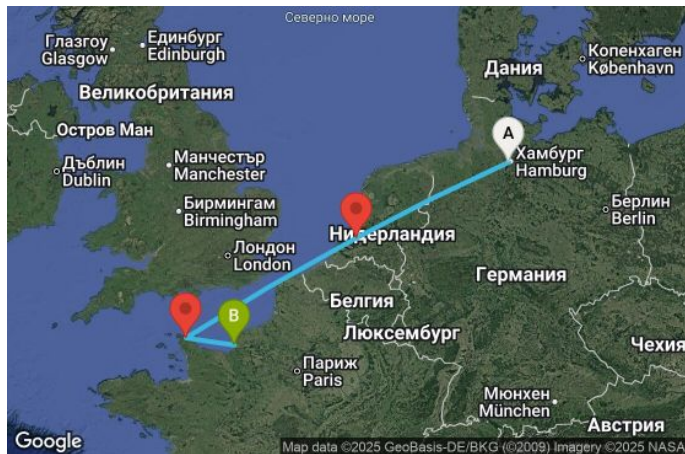 Северно море
Глазгоу
Glasgow
Единбург
Edinburgh
Копенхаген
København
Дания
Великобритания
A
Остров Ман
Хамбург
Hamburg
Дъблин
Dublin
Манчестър
Manchester
Бирмингам
Birmingham
Берлин
Berlin
Нидерландия
Лондон
London
Германия
Белгия
B
Люксембург
Чехия
Париж
Paris
Мюнхен
München
Австрия
Google
Map data ©2025 GeoBasis-DE/BKG (©2009) Imagery ©2025 NASA